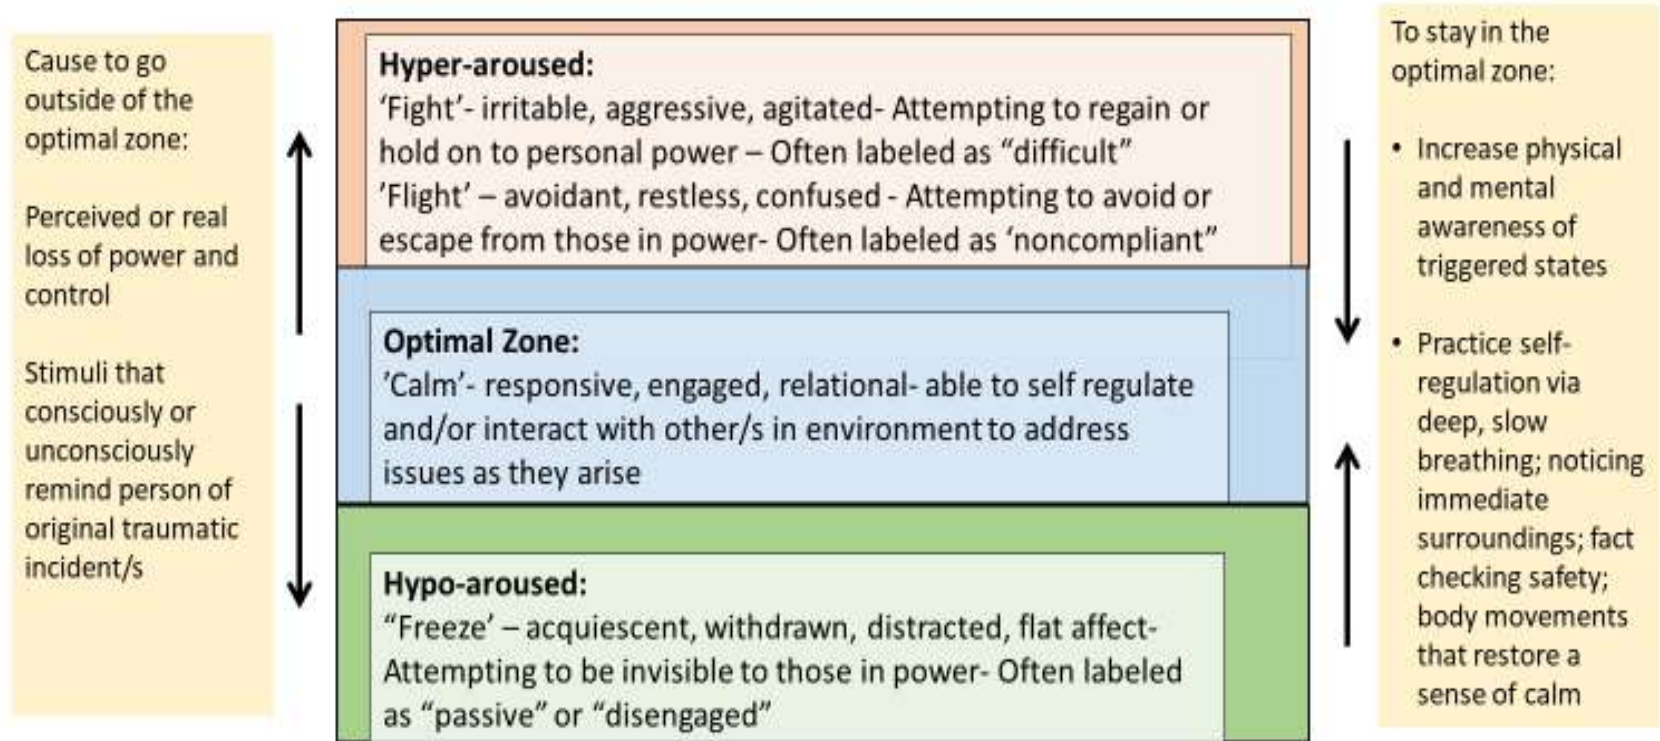 Cause to go
outside of the
optimal zone:
Perceived or real
loss of power and
control
Stimuli that
consciously or
unconsciously
remind person of
original traumatic
incident/s
Hyper-aroused:
‘Fight’- irritable, aggressive, agitated- Attempting to regain or
hold on to personal power – Often labeled as “difficult”
’Flight’ – avoidant, restless, confused - Attempting to avoid or
escape from those in power- Often labeled as ‘noncompliant”
Optimal Zone:
’Calm’- responsive, engaged, relational- able to self regulate
and/or interact with other/s in environment to address
issues as they arise
Hypo-aroused:
“Freeze’ – acquiescent, withdrawn, distracted, flat affect-
Attempting to be invisible to those in power- Often labeled
as “passive” or “disengaged”
To stay in the
optimal zone:
• Increase physical
and mental
awareness of
triggered states
• Practice self-
regulation via
deep, slow
breathing; noticing
immediate
surroundings; fact
checking safety;
body movements
that restore a
sense of calm